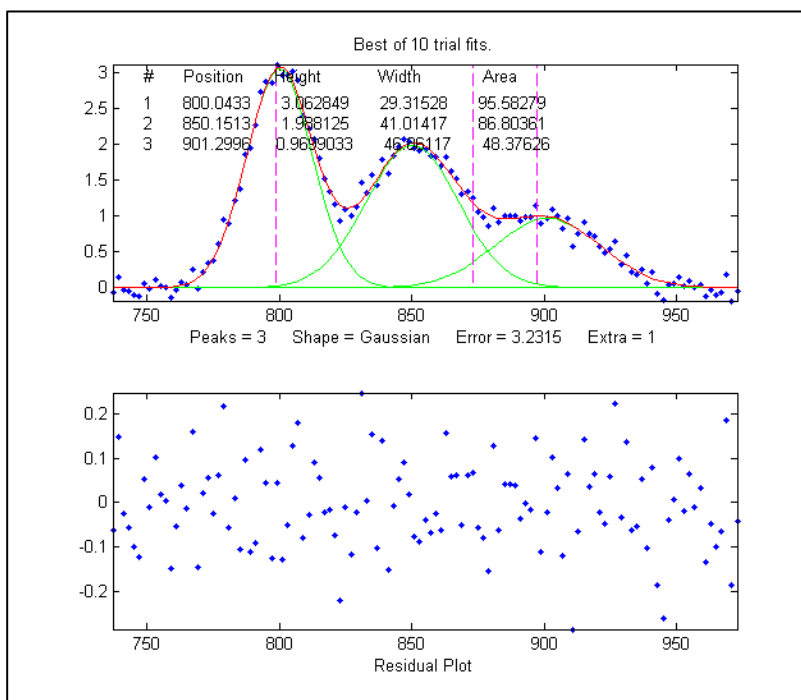 Best of 10 trial fits.
# Position Height Width Area
1 800.0433 3.062849 29.31528 95.58279
2 850.1513 1.988125 41.01417 86.80361
3 901.2996 48.37626
3
2.5
2
1.5
1
0.5
0
750 800 850 900 950
Peaks = 3 Shape = Gaussian Error = 3.2315 Extra = 1
0.2
0.1
0
-0.1
-0.2
750 800 850 900 950
Residual Plot